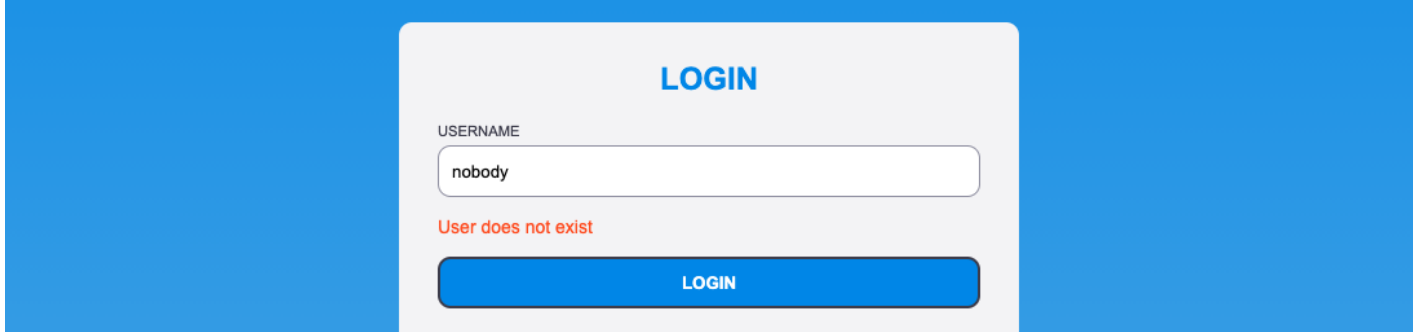 LOGIN
USERNAME
nobody
User does not exist
LOGIN